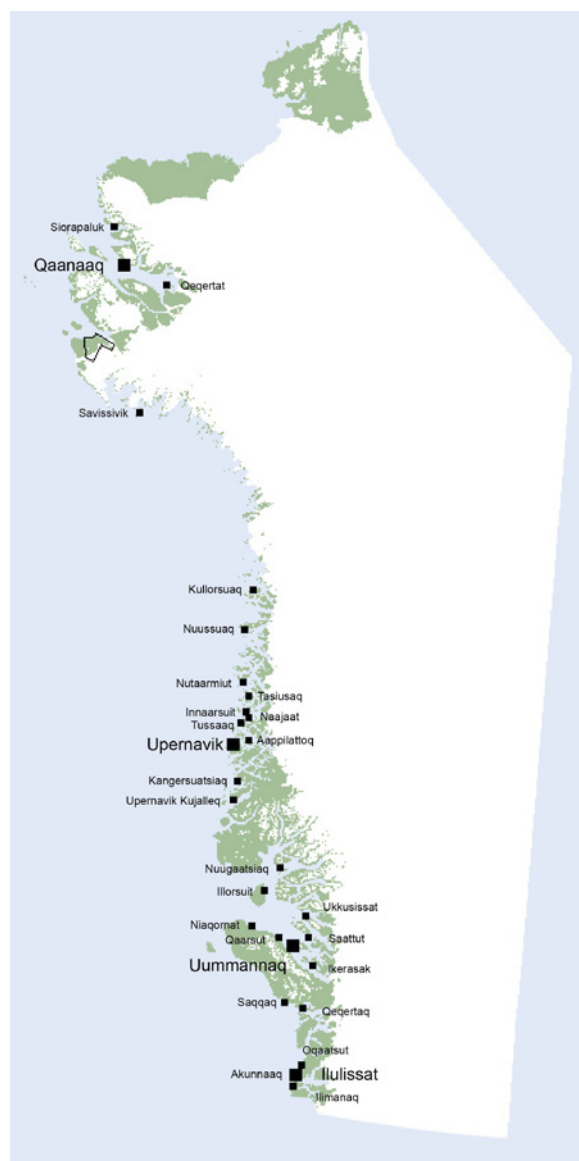 Siorapaluk
Qaanaaq
Qeqertat
Savissivik
Kullorsuaq
Nuussuaq
Nutaarmiut
Tasiusaq
Innaarsuit
Naajaat
Tussaaq
Upernavik
Aappilattoq
Kangersuatsiaq
Upernavik Kujalleq
Nuugaatsiaq
Illorsuit
Ukkusissat
Niaqornat
Qaarsut
Saattut
Uummannaq
Ikerasak
Saqqaq
Qeqertaq
Oqaatsut
Akunnaaq
Ilulissat
Ilimanaq